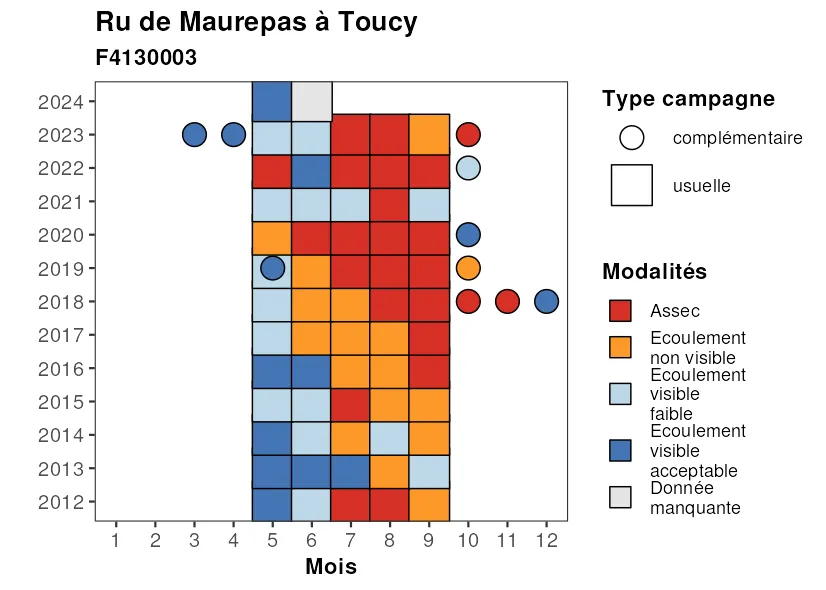 Ru de Maurepas à Toucy
F4130003
2024
2023
2022
2021
2020
2019
2018
2017
2016
2015
2014
2013
2012
1 2 3 4 5 6 7 8 9 10 11 12
Mois
Type campagne
complémentaire
usuelle
Modalités
Assec
Ecoulement
non visible
Ecoulement
visible
faible
Ecoulement
visible
acceptable
Donnée
manquante